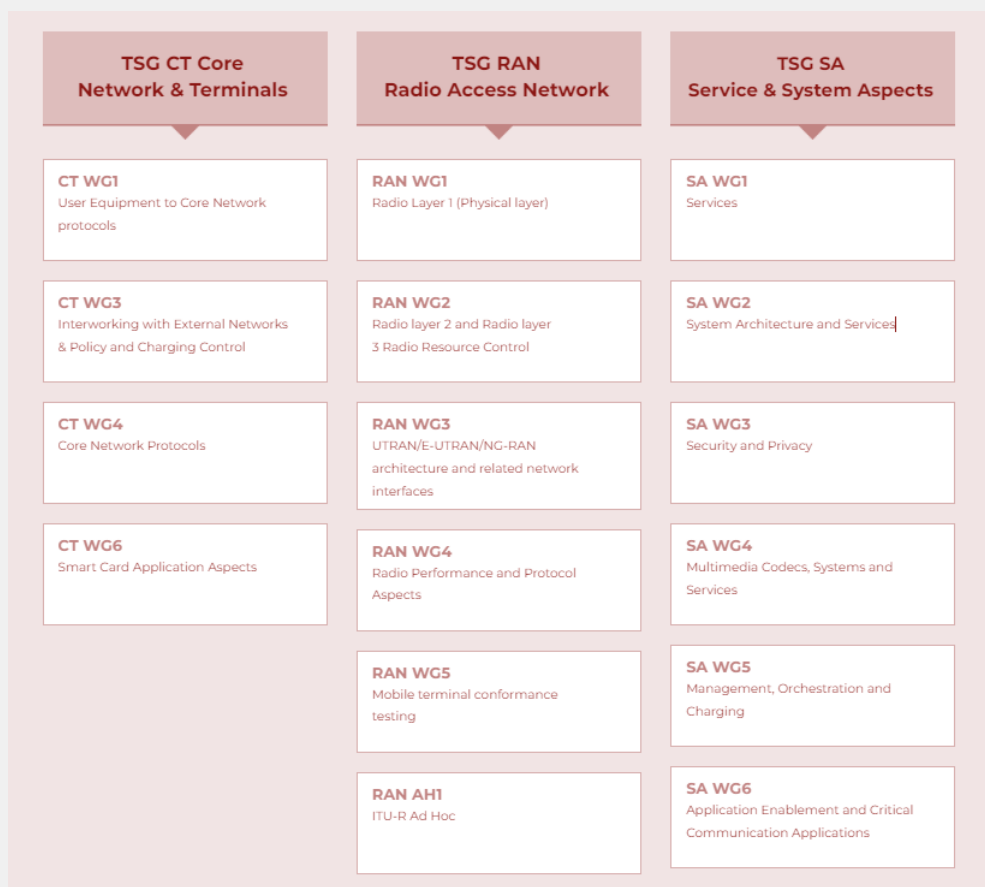 TSG CT Core
Network & Terminals
CT WG1
User Equipment to Core Network
protocols
CT WG3
Interworking with External Networks
& Policy and Charging Control
CT WG4
Core Network Protocols
CT WG6
Smart Card Application Aspects
TSG RAN
Radio Access Network
RAN WG1
Radio Layer 1 (Physical layer)
RAN WG2
Radio layer 2 and Radio layer
3 Radio Resource Control
RAN WG3
UTRAN/E-UTRAN/NG-RAN
architecture and related network
interfaces
RAN WG4
Radio Performance and Protocol
Aspects
RAN WG5
Mobile terminal conformance
testing
RAN AH1
ITU-R Ad Hoc
TSG SA
Service & System Aspects
SA WG1
Services
SA WG2
System Architecture and Services
SA WG3
Security and Privacy
SA WG4
Multimedia Codecs, Systems and
Services
SA WG5
Management, Orchestration and
Charging
SA WG6
Application Enablement and Critical
Communication Applications